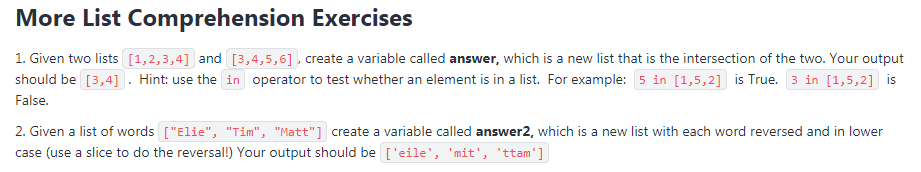 More List Comprehension Exercises
1. Given two lists [1,2,3,4] and [3,4,5,6], create a variable called answer, which is a new list that is the intersection of the two. Your output
should be [3,4] . Hint: use the in operator to test whether an element is in a list. For example: 5 in [1,5,2] is True. 3 in [1,5,2] is
False.
2. Given a list of words ["Elie", "Tim", "Matt"] create a variable called answer2, which is a new list with each word reversed and in lower
case (use a slice to do the reversal!) Your output should be ['eile', 'mit', 'ttam']